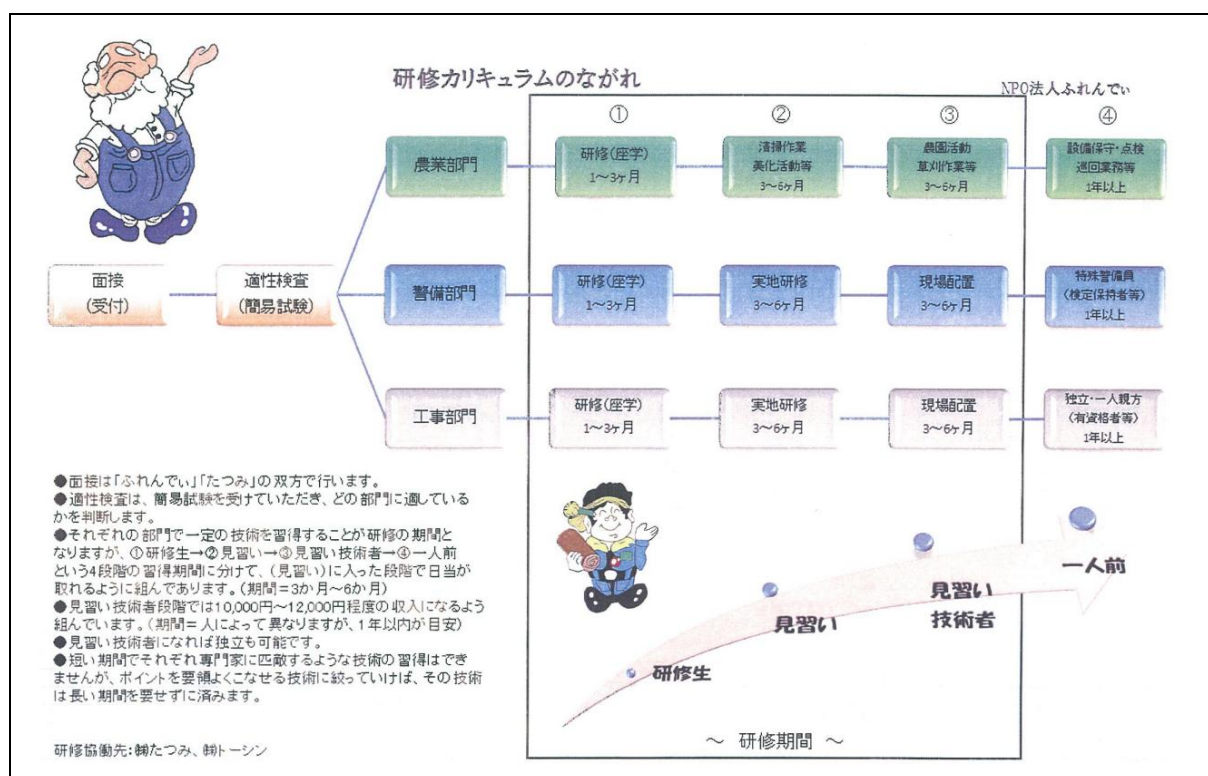 研修カリキュラムのながれ
NPO法人ふれんでぃ
① ② ③ ④
農業部門
研修(座学)
1～3ヶ月
清掃作業
美化活動等
3～6ヶ月
農園活動
草刈作業等
3～6ヶ月
設備保守・点検
巡回業務等
1年以上
面接
(受付)
適性検査
(簡易試験)
警備部門
研修(座学)
1～3ヶ月
実地研修
3～6ヶ月
現場配置
3～6ヶ月
特殊警備員
(検定保持者等)
1年以上
工事部門
研修(座学)
1～3ヶ月
実地研修
3～6ヶ月
現場配置
3～6ヶ月
独立・一人親方
(有資格者等)
1年以上
●面接は「ふれんでぃ」「たつみ」の双方で行います。
●適性検査は、簡易試験を受けていただき、どの部門に適している
かを判断します。
●それぞれの部門で一定の技術を習得することが研修の期間と
なりますが、①研修生→②見習い→③見習い技術者→④一人前
という4段階の習得期間に分けて、(見習い)に入った段階で日当が
取れるように組んであります。(期間＝3か月～6か月)
●見習い技術者段階では10,000円～12,000円程度の収入になるよう
組んでいます。(期間＝人によって異なりますが、1年以内が目安)
●見習い技術者になれば独立も可能です。
●短い期間でそれぞれ専門家に匹敵するような技術の習得はでき
ませんが、ポイントを要領よくこなせる技術に絞っていけば、その技術
は長い期間を要せずに済みます。
研修協働先：㈱たつみ、㈱トーシン
研修生
見習い
見習い
技術者
一人前
～ 研修期間 ～